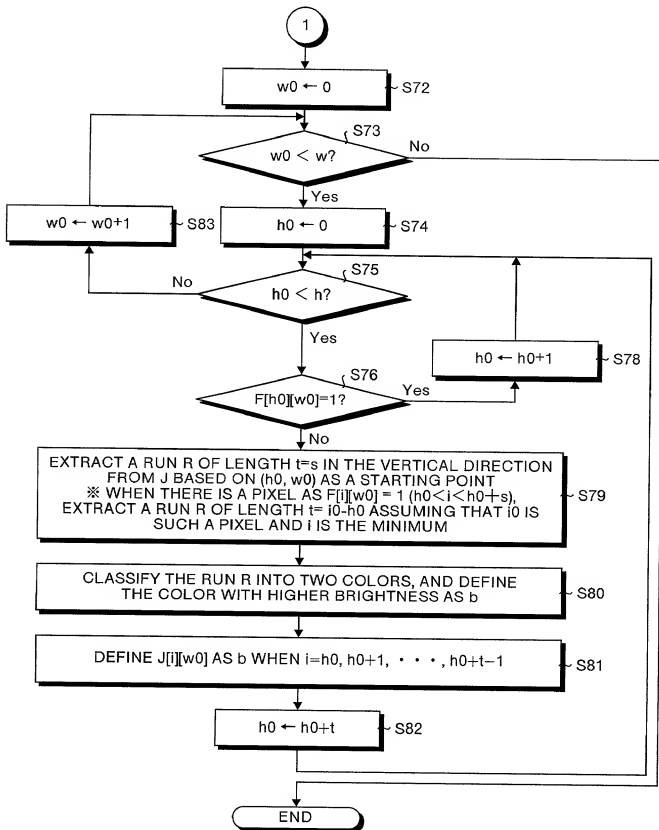 1
w0 ← 0
S72
S73
w0 < w?
No
Yes
w0 ← w0+1
S83
h0 ← 0
S74
S75
h0 < h?
No
Yes
h0 ← h0+1
S78
S76
F[h0][w0]=1?
Yes
No
EXTRACT A RUN R OF LENGTH t=s IN THE VERTICAL DIRECTION
FROM J BASED ON (h0, w0) AS A STARTING POINT
※ WHEN THERE IS A PIXEL AS F[i][w0] = 1 (h0<i<h0+s),
EXTRACT A RUN R OF LENGTH t= i0-h0 ASSUMING THAT i0 IS
SUCH A PIXEL AND i IS THE MINIMUM
S79
CLASSIFY THE RUN R INTO TWO COLORS, AND DEFINE
THE COLOR WITH HIGHER BRIGHTNESS AS b
S80
DEFINE J[i][w0] AS b WHEN i=h0, h0+1, ・・・, h0+t-1
S81
h0 ← h0+t
S82
END